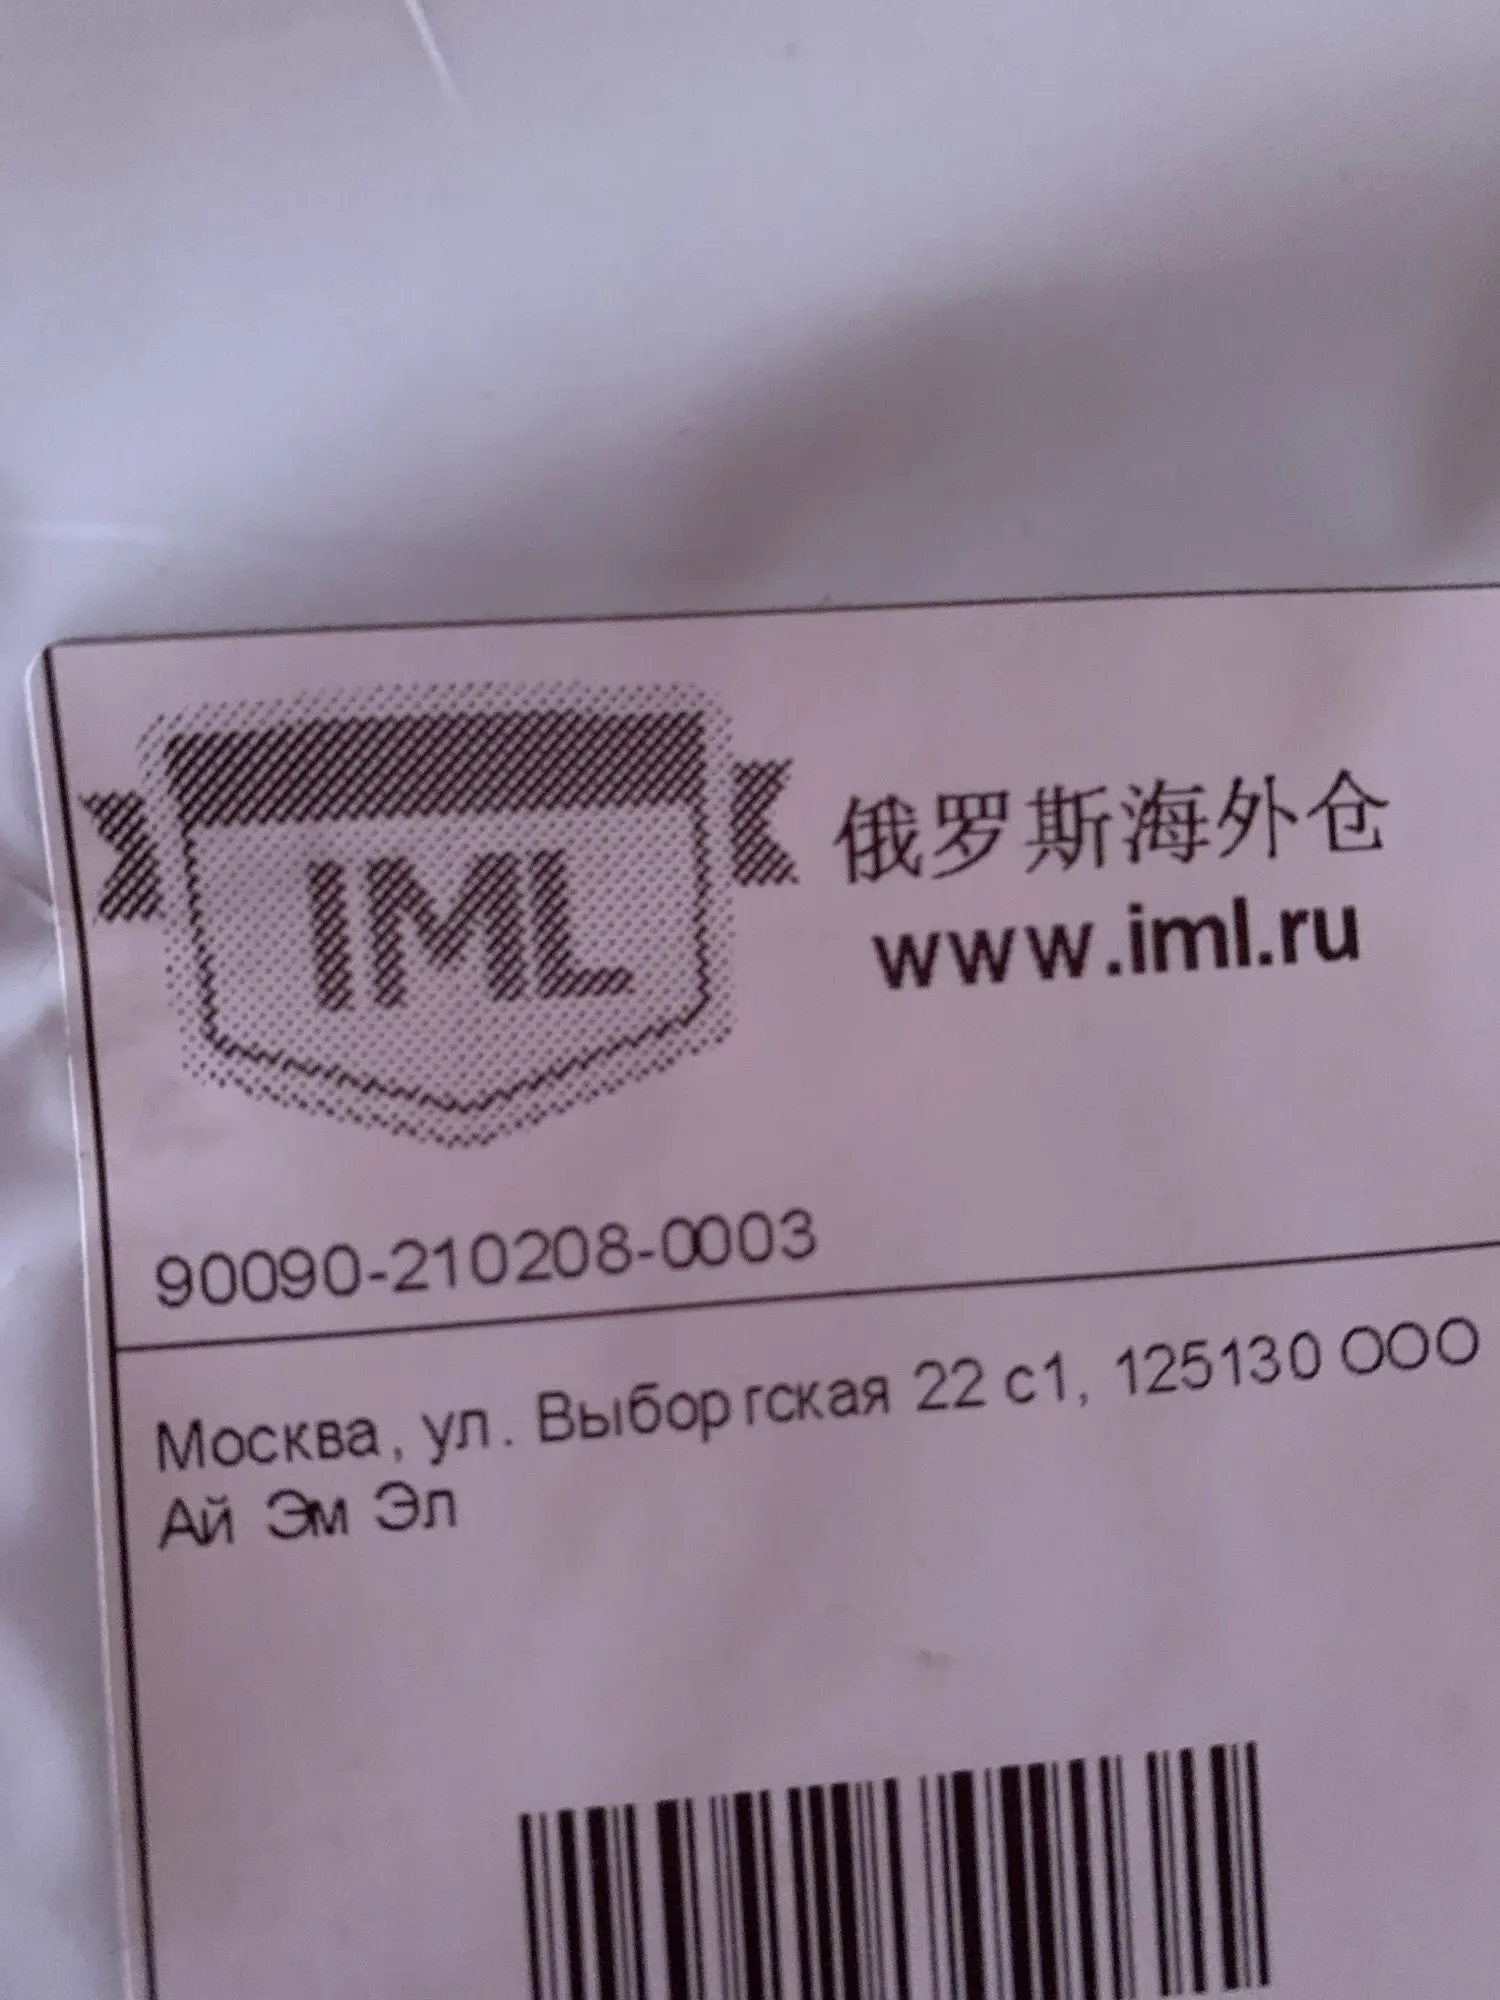 IML
俄罗斯海外仓
www.iml.ru
90090-210208-0003
Москва, ул. Выборгская 22 с1, 125130 ООО
Ай Эм Эл